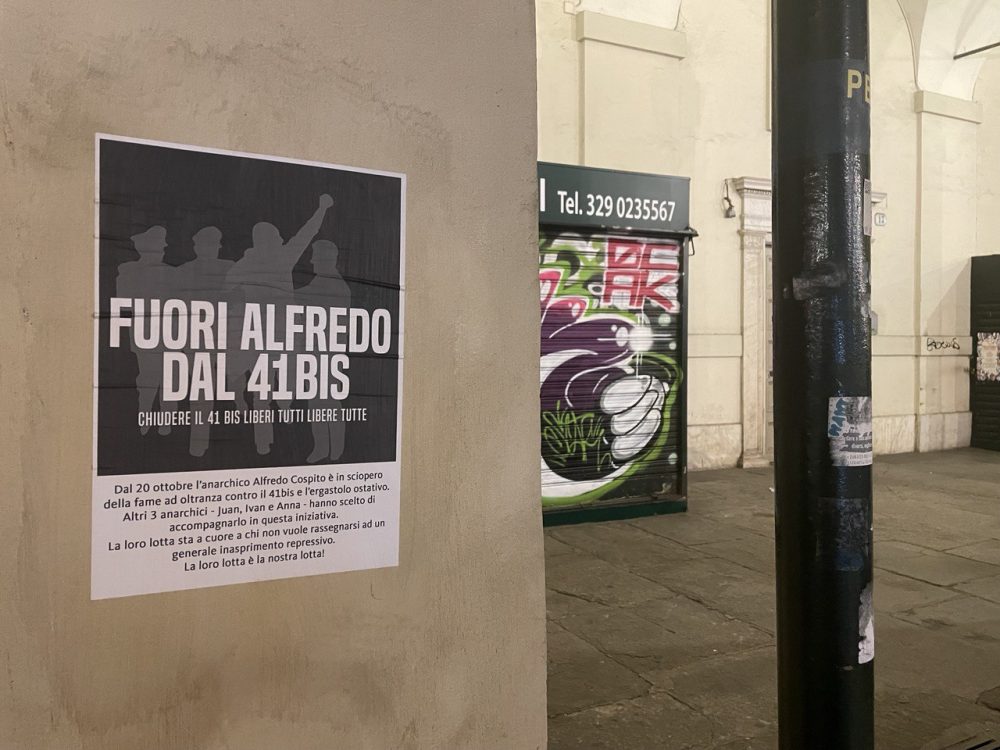 FUORI ALFREDO
DAL 41BIS
CHIUDERE IL 41 BIS LIBERI TUTTI LIBERE TUTTE
Dal 20 ottobre l'anarchico Alfredo Cospito è in sciopero
della fame ad oltranza contro il 41bis e l'ergastolo ostativo.
Altri 3 anarchici - Juan, Ivan e Anna - hanno scelto di
accompagnarlo in questa iniziativa.
La loro lotta sta a cuore a chi non vuole rassegnarsi ad un
generale inasprimento repressivo.
La loro lotta è la nostra lotta!
Tel. 329 0235567
PE